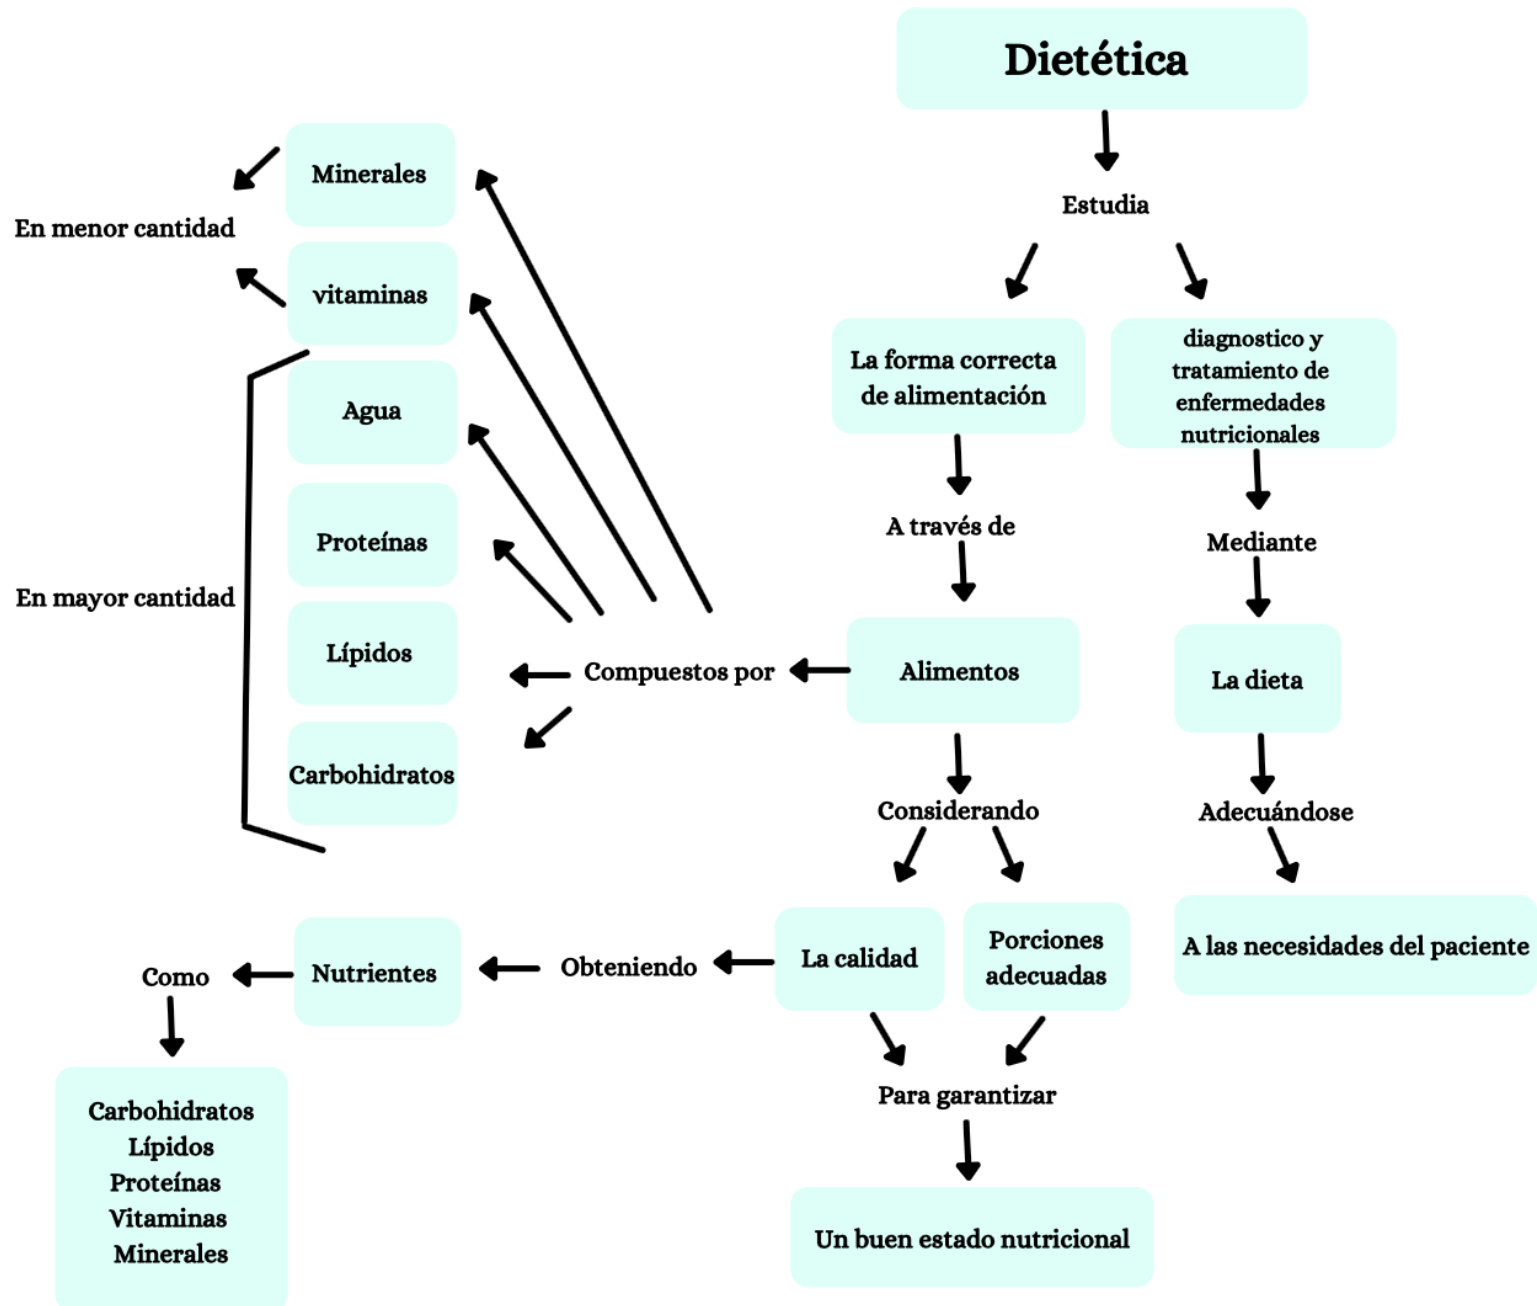 Dietética
Estudia
La forma correcta
de alimentación
diagnostico y
tratamiento de
enfermedades
nutricionales
A través de
Mediante
Alimentos
La dieta
Compuestos por
Minerales
vitaminas
Agua
Proteínas
Lípidos
Carbohidratos
En menor cantidad
En mayor cantidad
Considerando
Adecuándose
La calidad
Porciones
adecuadas
A las necesidades del paciente
Obteniendo
Nutrientes
Como
Carbohidratos
Lípidos
Proteínas
Vitaminas
Minerales
Para garantizar
Un buen estado nutricional